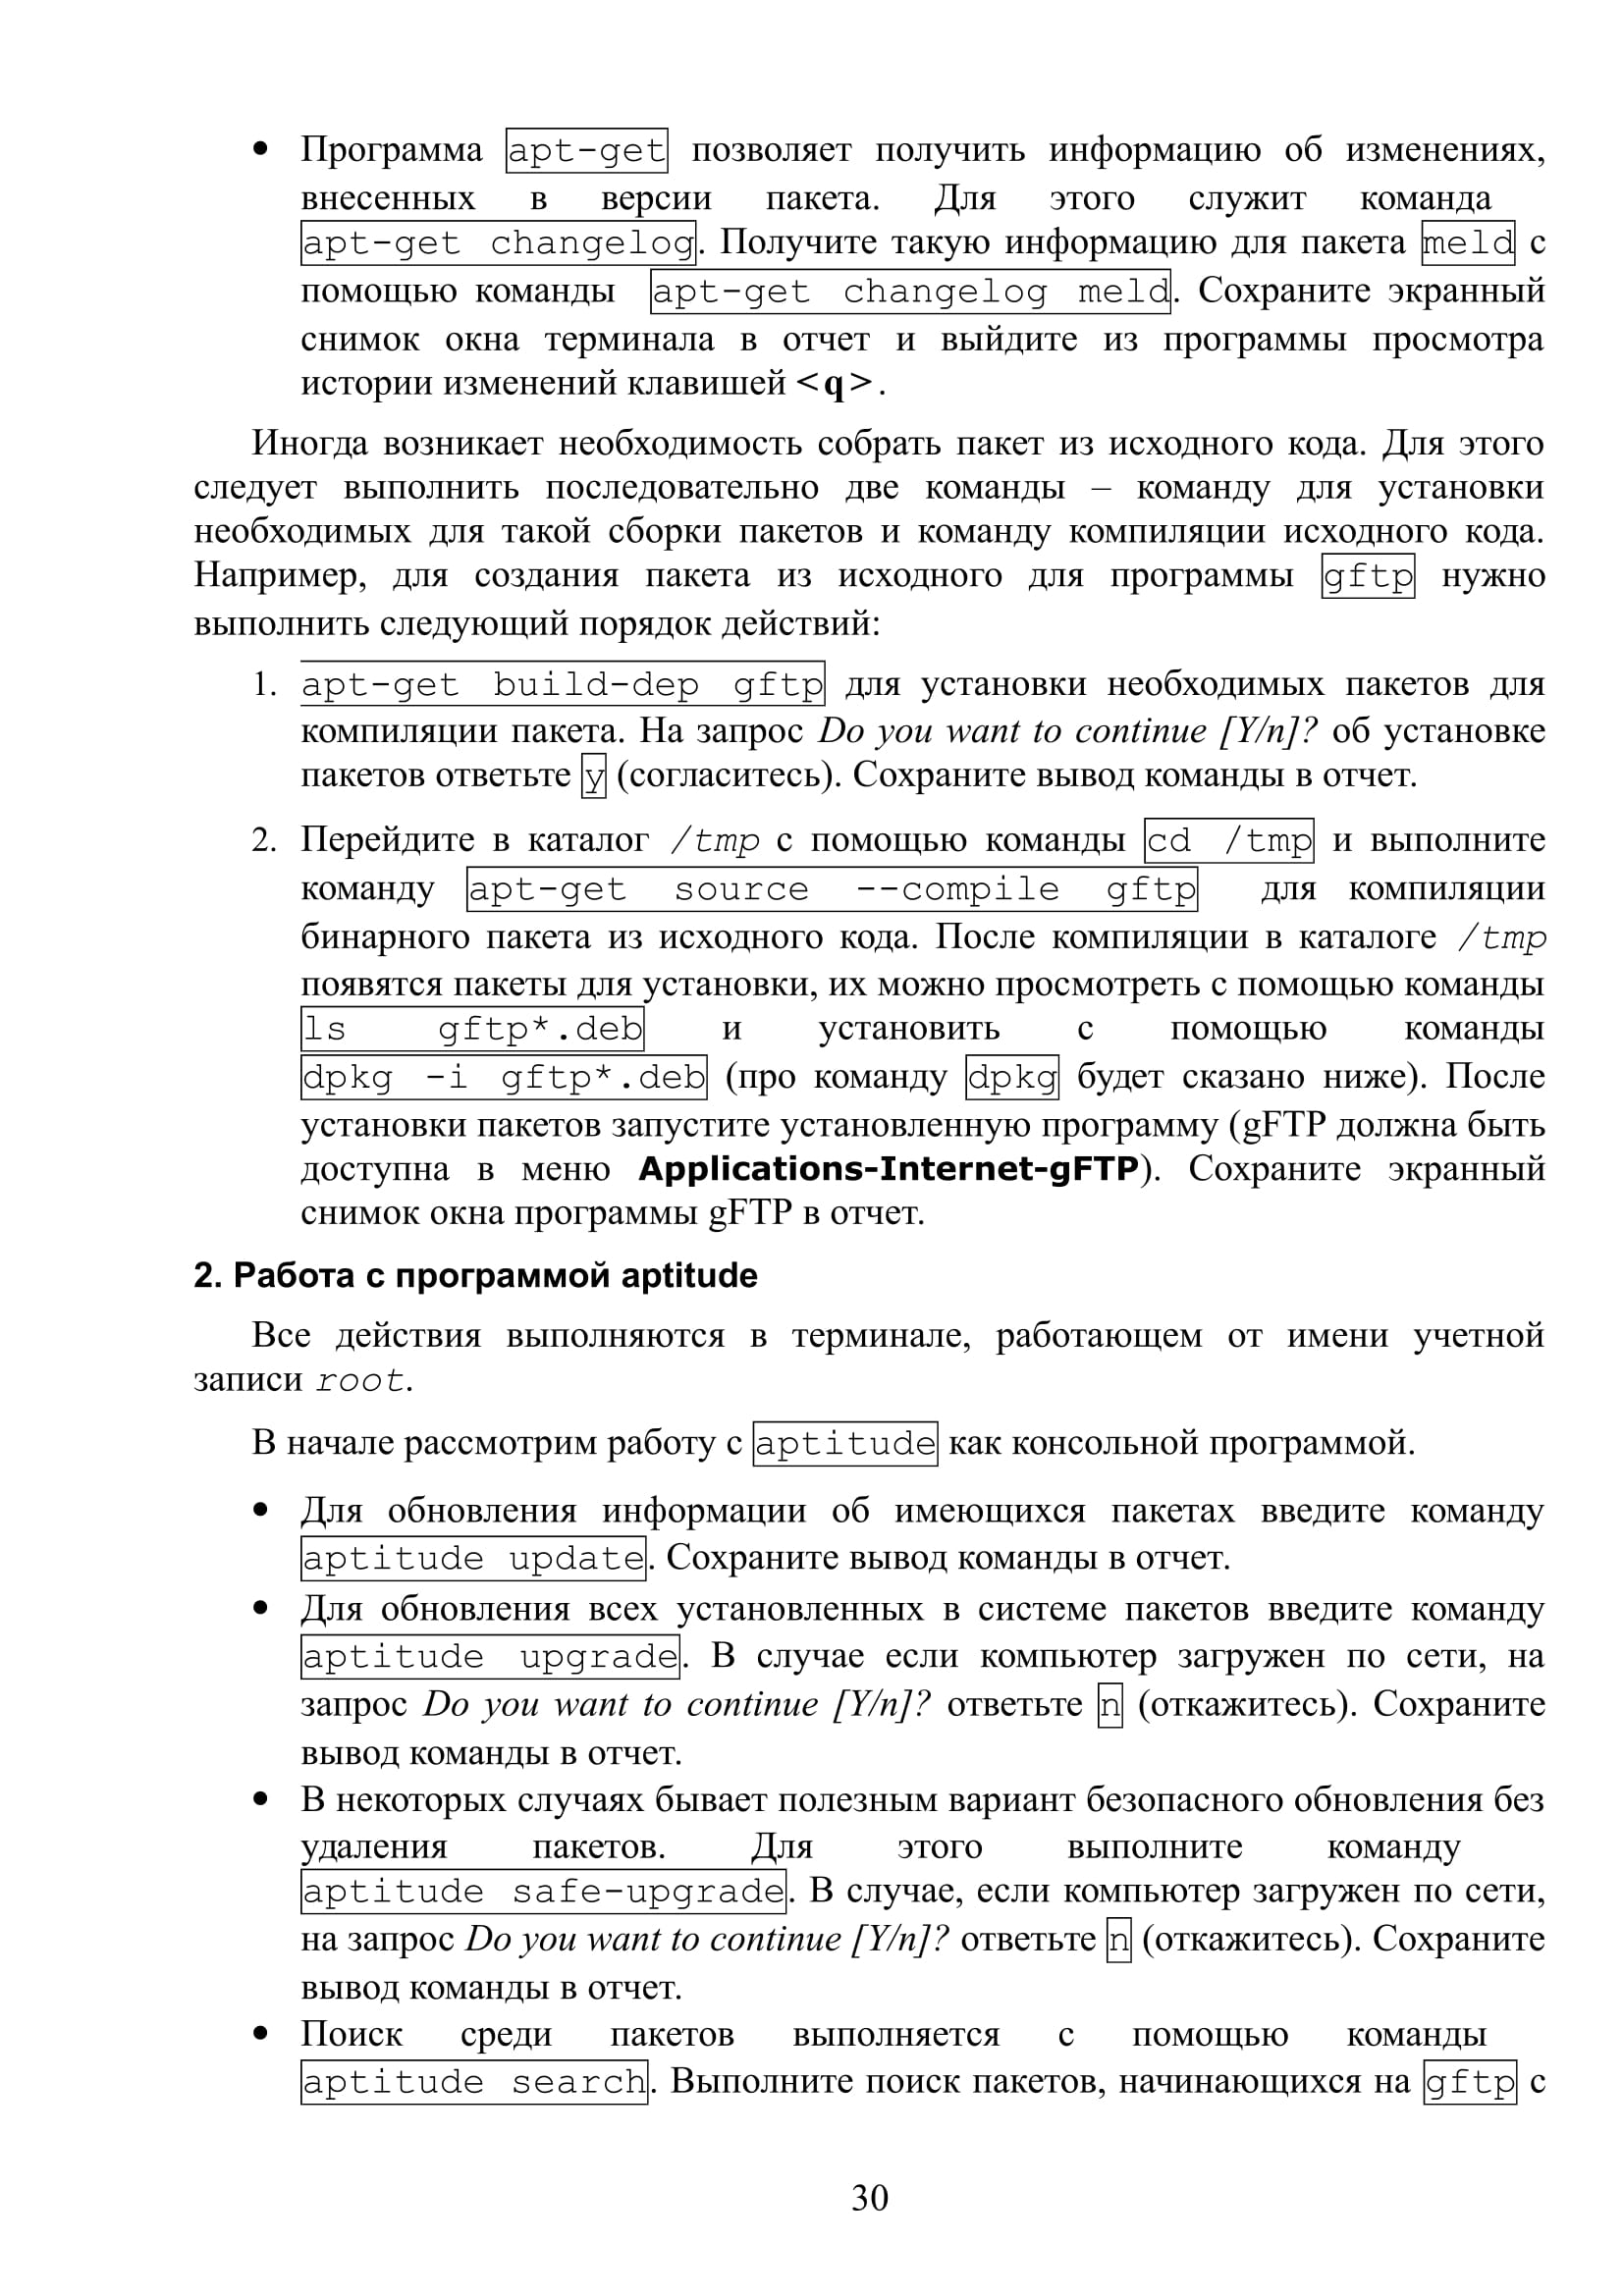 • Программа apt-get позволяет получить информацию об изменениях,
внесенных в версии пакета. Для этого служит команда
apt-get changelog. Получите такую информацию для пакета meld с
помощью команды apt-get changelog meld. Сохраните экранный
снимок окна терминала в отчет и выйдите из программы просмотра
истории изменений клавишей <q>.
Иногда возникает необходимость собрать пакет из исходного кода. Для этого
следует выполнить последовательно две команды – команду для установки
необходимых для такой сборки пакетов и команду компиляции исходного кода.
Например, для создания пакета из исходного для программы gftp нужно
выполнить следующий порядок действий:
1. apt-get build-dep gftp для установки необходимых пакетов для
компиляции пакета. На запрос Do you want to continue [Y/n]? об установке
пакетов ответьте y (согласитесь). Сохраните вывод команды в отчет.
2. Перейдите в каталог /tmp с помощью команды cd /tmp и выполните
команду apt-get source --compile gftp для компиляции
бинарного пакета из исходного кода. После компиляции в каталоге /tmp
появятся пакеты для установки, их можно просмотреть с помощью команды
ls gftp*.deb и установить с помощью команды
dpkg -i gftp*.deb (про команду dpkg будет сказано ниже). После
установки пакетов запустите установленную программу (gFTP должна быть
доступна в меню Applications-Internet-gFTP). Сохраните экранный
снимок окна программы gFTP в отчет.
2. Работа с программой aptitude
Все действия выполняются в терминале, работающем от имени учетной
записи root.
В начале рассмотрим работу с aptitude как консольной программой.
• Для обновления информации об имеющихся пакетах введите команду
aptitude update. Сохраните вывод команды в отчет.
• Для обновления всех установленных в системе пакетов введите команду
aptitude upgrade. В случае если компьютер загружен по сети, на
запрос Do you want to continue [Y/n]? ответьте n (откажитесь). Сохраните
вывод команды в отчет.
• В некоторых случаях бывает полезным вариант безопасного обновления без
удаления пакетов. Для этого выполните команду
aptitude safe-upgrade. В случае, если компьютер загружен по сети,
на запрос Do you want to continue [Y/n]? ответьте n (откажитесь). Сохраните
вывод команды в отчет.
• Поиск среди пакетов выполняется с помощью команды
aptitude search. Выполните поиск пакетов, начинающихся на gftp с
30